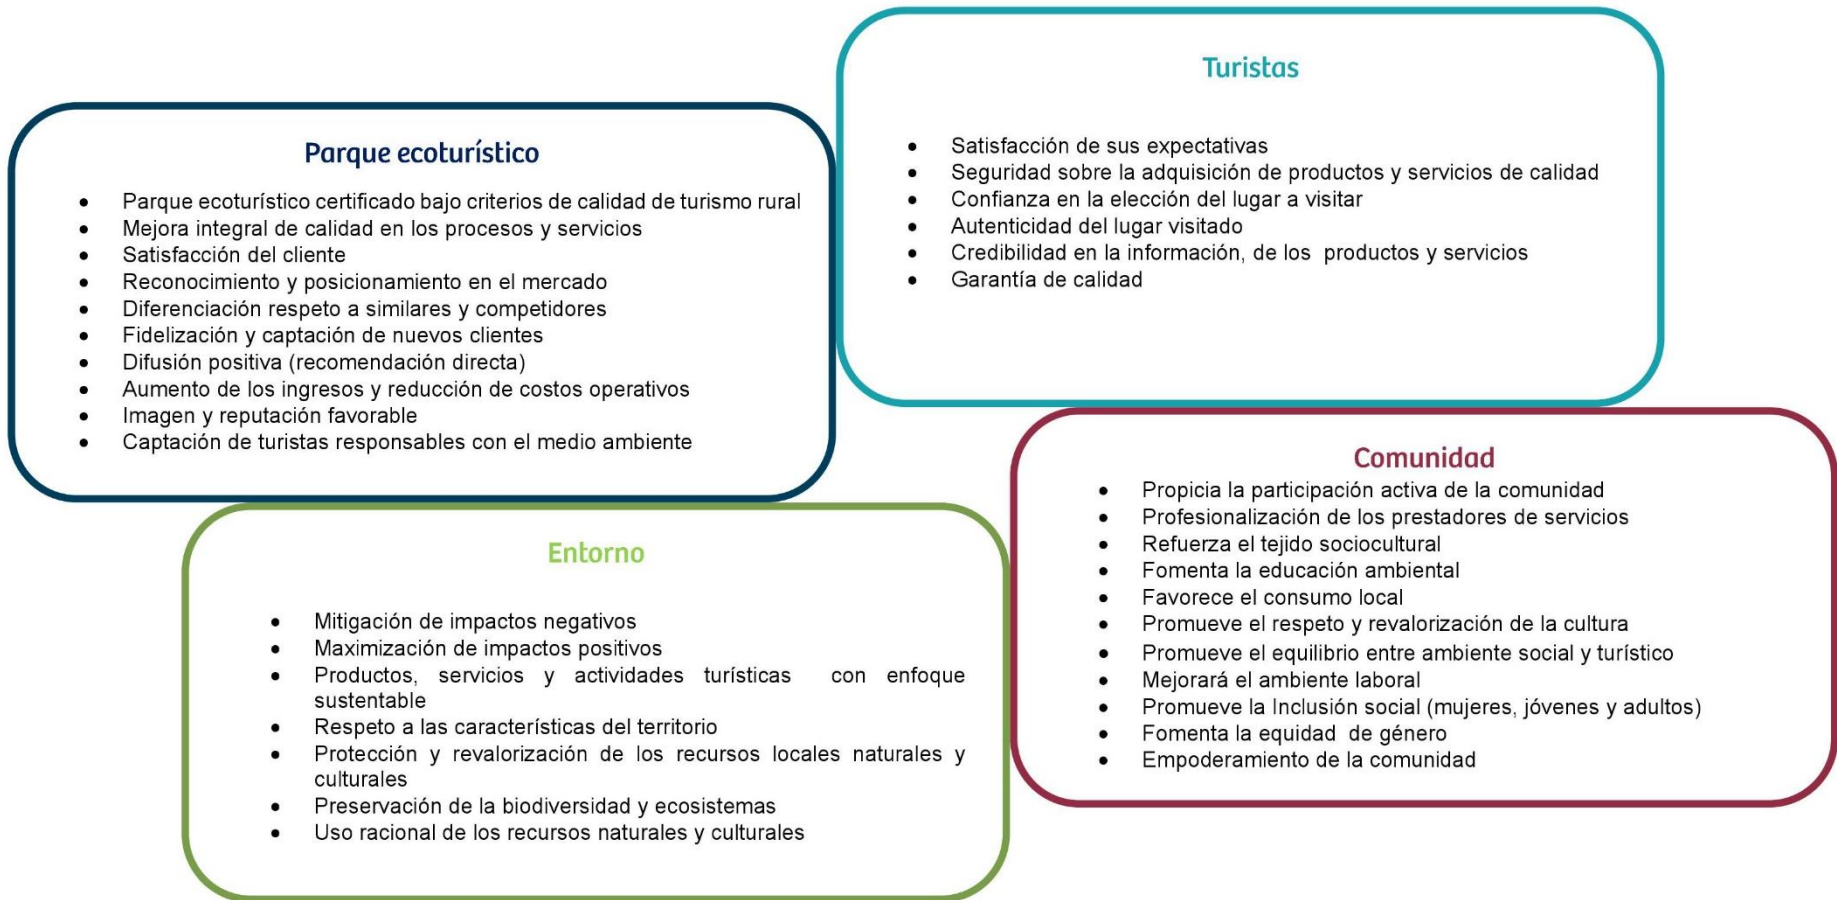 Parque ecoturístico
• Parque ecoturístico certificado bajo criterios de calidad de turismo rural
• Mejora integral de calidad en los procesos y servicios
• Satisfacción del cliente
• Reconocimiento y posicionamiento en el mercado
• Diferenciación respeto a similares y competidores
• Fidelización y captación de nuevos clientes
• Difusión positiva (recomendación directa)
• Aumento de los ingresos y reducción de costos operativos
• Imagen y reputación favorable
• Captación de turistas responsables con el medio ambiente
Turistas
• Satisfacción de sus expectativas
• Seguridad sobre la adquisición de productos y servicios de calidad
• Confianza en la elección del lugar a visitar
• Autenticidad del lugar visitado
• Credibilidad en la información, de los productos y servicios
• Garantía de calidad
Entorno
• Mitigación de impactos negativos
• Maximización de impactos positivos
• Productos, servicios y actividades turísticas con enfoque
sustentable
• Respeto a las características del territorio
• Protección y revalorización de los recursos locales naturales y
culturales
• Preservación de la biodiversidad y ecosistemas
• Uso racional de los recursos naturales y culturales
Comunidad
• Propicia la participación activa de la comunidad
• Profesionalización de los prestadores de servicios
• Refuerza el tejido sociocultural
• Fomenta la educación ambiental
• Favorece el consumo local
• Promueve el respeto y revalorización de la cultura
• Promueve el equilibrio entre ambiente social y turístico
• Mejorará el ambiente laboral
• Promueve la Inclusión social (mujeres, jóvenes y adultos)
• Fomenta la equidad de género
• Empoderamiento de la comunidad